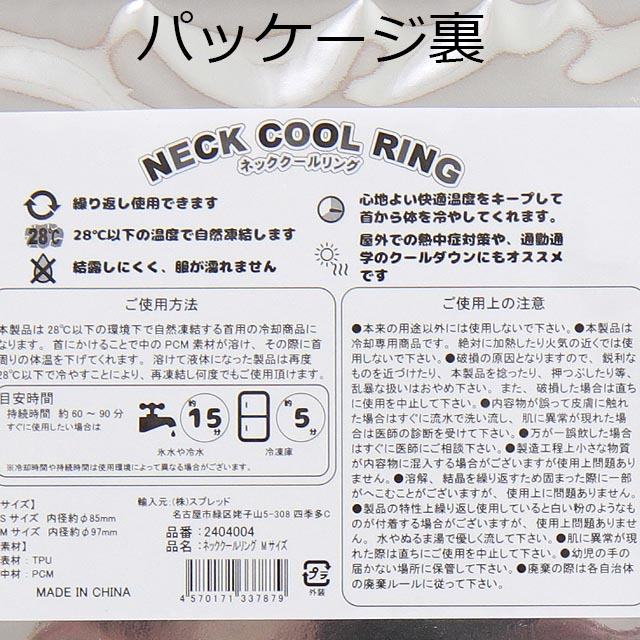 パッケージ裏
NECK COOL RING
ネッククールリング
繰り返し使用できます
28℃
28℃以下の温度で自然凍結します
結露しにくく、服が濡れません
心地よい快適温度をキープして
首から体を冷やしてくれます。
屋外での熱中症対策や、通勤通
学のクールダウンにもオススメ
です
ご使用方法
本製品は28℃以下の環境下で自然凍結する首用の冷却商品に
なります。首にかけることで中のPCM素材が溶け、その際に首
周りの体温を下げてくれます。溶けて液体になった製品は再度
28℃以下で冷やすことにより、再凍結し何度でもご使用頂けます。
目安時間
持続時間 約60～90分
すぐに使用したい場合は
約15分
氷水や冷水
約5分
冷凍庫
※冷却時間や持続時間は使用環境によって異なる場合がございます。
ご使用上の注意
●本来の用途以外には使用しないで下さい。●本製品は
冷却専用商品です。絶対に加熱したり火気の近くでは使
用しないで下さい。●破損の原因となりますので、鋭利な
ものを近づけたり、本製品を捻ったり、押つぶしたり等、
乱暴な扱いはおやめ下さい。また、破損した場合は直ち
に使用を中止して下さい。●内容物が誤って皮膚に触れ
た場合はすぐに流水で洗い流し、肌に異常が現れた場合
は医師の診断を受けて下さい。●万が一誤飲した場合は
すぐに医師にご相談下さい。●製造工程上小さな物質
が内容物に混入する場合がございますが使用上問題あり
ません。●溶解、結晶を繰り返すため固まった際に一部
がへこむことがございますが、使用上に問題ありません。
●製品の特性上繰り返し使用していると白い粉のような
ものが付着する場合がございますが、使用上問題ありませ
ん。水やぬるま湯で優しく流して下さい。●肌に異常が現
れた際は直ちにご使用を中止して下さい。●幼児の手の
届かない場所に保管して下さい。●廃棄の際は各自治体
の廃棄ルールに従って下さい。
サイズ】
Sサイズ 内径約φ85mm
Mサイズ 内径約φ97mm
素材】
表材：TPU
中材：PCM
MADE IN CHINA
輸入元：(株)スプレッド
名古屋市緑区姥子山5-308 四季多C
品番：2404004
品名：ネッククールリング Mサイズ
4 570171 337879
プラ
外装